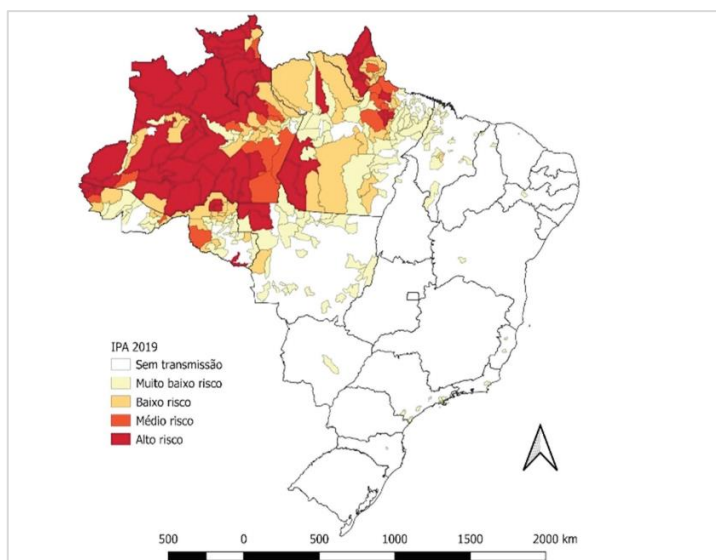 IPA 2019
Sem transmissão
Muito baixo risco
Baixo risco
Médio risco
Alto risco
500 0 500 1000 1500 2000 km